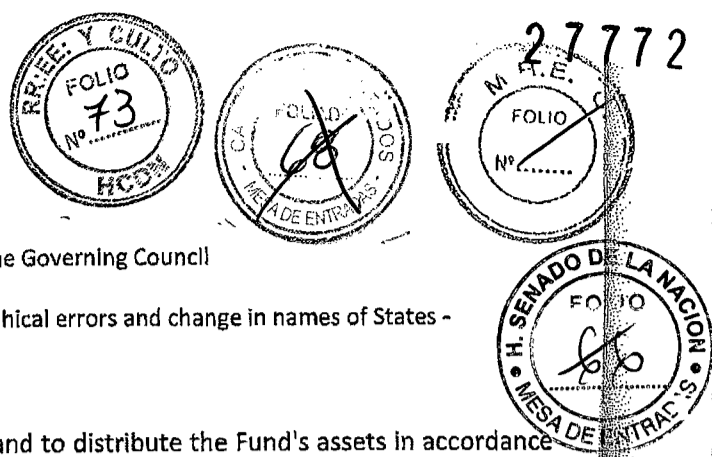 27772
RR.EE. Y CULTO
FOLIO
Nº 73
HCDN
FOLIO
68
MESA DE ENTRADAS
M.R.E.
FOLIO
Nº
he Governing Council
hical errors and change in names of States -
H. SENADO DE LA NACION
FOLIO
66
MESA DE ENTRADAS
and to distribute the Fund's assets in accordance